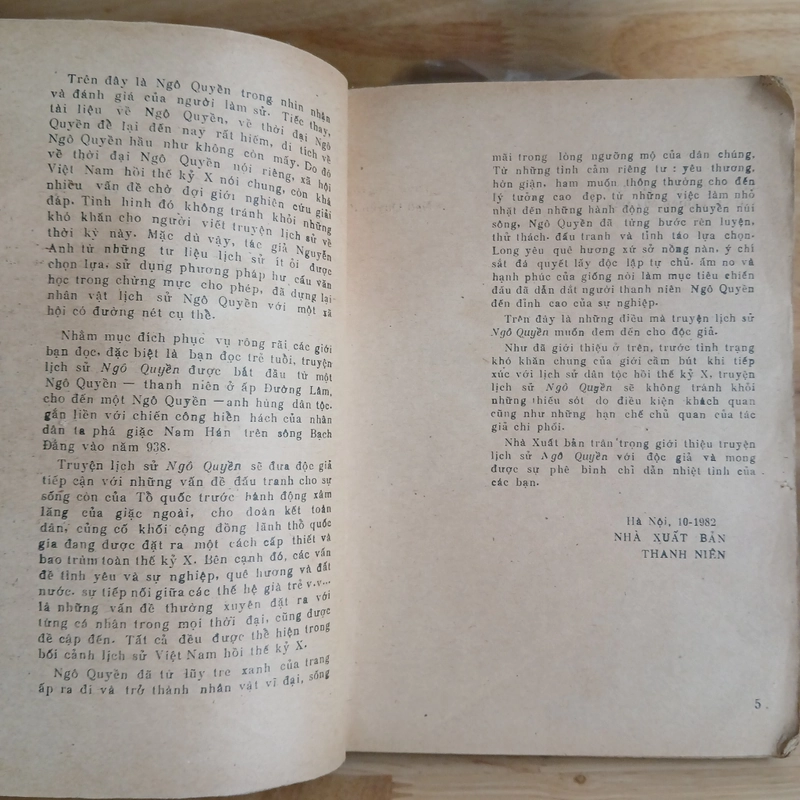 Trên đây là Ngô Quyền trong nhìn nhận
và đánh giá của người làm sử. Tiếc thay,
tài liệu về Ngô Quyền, về thời đại Ngô
Quyền để lại đến nay rất hiếm, di tích về
Ngô Quyền hầu như không còn mấy. Do đó
về thời đại Ngô Quyền nói riêng, xã hội
Việt Nam hồi thế kỷ X nói chung, còn khá
nhiều vấn đề chờ đợi giới nghiên cứu giải
đáp. Tình hình đó không tránh khỏi những
khó khăn cho người viết truyện lịch sử về
thời kỳ này. Mặc dù vậy, tác giả Nguyễn
Anh từ những tư liệu lịch sử ít ỏi được
chọn lựa, sử dụng phương pháp hư cấu văn
học trong chừng mực cho phép, đã dựng lại
nhân vật lịch sử Ngô Quyền với một xã
hội có đường nét cụ thể.
Nhằm mục đích phục vụ rộng rãi các giới
bạn đọc, đặc biệt là bạn đọc trẻ tuổi, truyện
lịch sử Ngô Quyền được bắt đầu từ một
Ngô Quyền — thanh niên ở ấp Đường Lâm,
cho đến một Ngô Quyền —anh hùng dân tộc.
gắn liền với chiến công hiển hách của nhân
dân ta phá giặc Nam Hán trên sông Bạch
Đằng vào năm 938.
Truyện lịch sử Ngô Quyền sẽ đưa độc giả
tiếp cận với những vấn đề đấu tranh cho sự
sống còn của Tổ quốc trước hành động xâm
lăng của giặc ngoài, cho đoàn kết toàn
dân, củng cố khối cộng đồng lãnh thổ quốc
gia đang được đặt ra một cách cấp thiết và
bao trùm toàn thế kỷ X. Bên cạnh đó, các vấn
đề tình yêu và sự nghiệp, quê hương và đất
nước. sự tiếp nối giữa các thế hệ già trẻ v.v...
là những vấn đề thường xuyên đặt ra với
từng cá nhân trong mọi thời đại, cũng được
đề cập đến. Tất cả đều được thể hiện trong
bối cảnh lịch sử Việt Nam hồi thế kỷ X.
Ngô Quyền đã từ lũy tre xanh của trang
ấp ra đi và trở thành nhân vật vĩ đại, sống
mãi trong lòng ngưỡng mộ của dân chúng,
Từ những tình cảm riêng tư : yêu thương,
hờn giận, ham muốn thông thường cho đến
lý tưởng cao đẹp, từ những việc làm nhỏ
nhặt đến những hành động rung chuyển núi
sông, Ngô Quyền đã từng bước rèn luyện,
thử thách. đấu tranh và tỉnh táo lựa chọn.
Lòng yêu quê hương xứ sở nồng nàn, ý chí
sắt đá quyết lấy độc lập tự chủ. ấm no và
hạnh phúc của giống nòi làm mục tiêu chiến
đấu đã dẫn dắt người thanh niên Ngô Quyền
đến đỉnh cao của sự nghiệp.
Trên đây là những điều mà truyện lịch sử
Ngô Quyền muốn đem đến cho độc giả.
Như đã giới thiệu ở trên, trước tình trạng
khó khăn chung của giới cầm bút khi tiếp
xúc với lịch sử dân tộc hồi thế kỷ X, truyện
lịch sử Ngô Quyền sẽ không tránh khỏi
những thiếu sót do điều kiện khách quan
cũng như những hạn chế chủ quan của tác
giả chi phối.
Nhà Xuất bản trân trọng giới thiệu truyện
lịch sử Ngô Quyền với độc giả và mong
được sự phê bình chỉ dẫn nhiệt tình của
các bạn.
Hà Nội, 10-1982
NHÀ XUẤT BẢN
THANH NIÊN
5